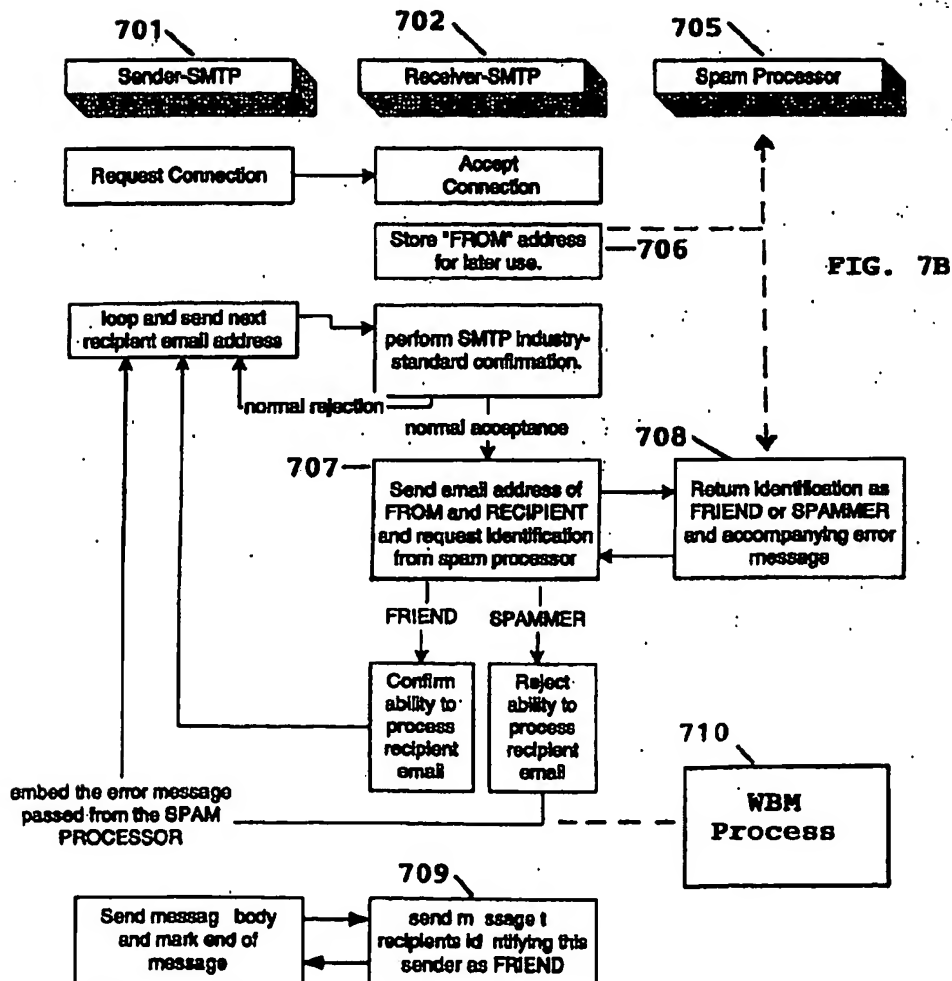 701
702
705
Sender-SMTP
Receiver-SMTP
Spam Processor
Request Connection
Accept
Connection
Store "FROM" address
for later use.
706
FIG. 7B
loop and send next
recipient email address
perform SMTP industry-
standard confirmation.
normal rejection
normal acceptance
707
708
Send email address of
FROM and RECIPIENT
and request identification
from spam processor
Return identification as
FRIEND or SPAMMER
and accompanying error
message
FRIEND
SPAMMER
Confirm
ability to
process
recipient
email
Reject
ability to
process
recipient
email
710
WBM
Process
embed the error message
passed from the SPAM
PROCESSOR
709
Send messag body
and mark end of
message
send m ssage t
recipients id ntifying this
sender as FRIEND